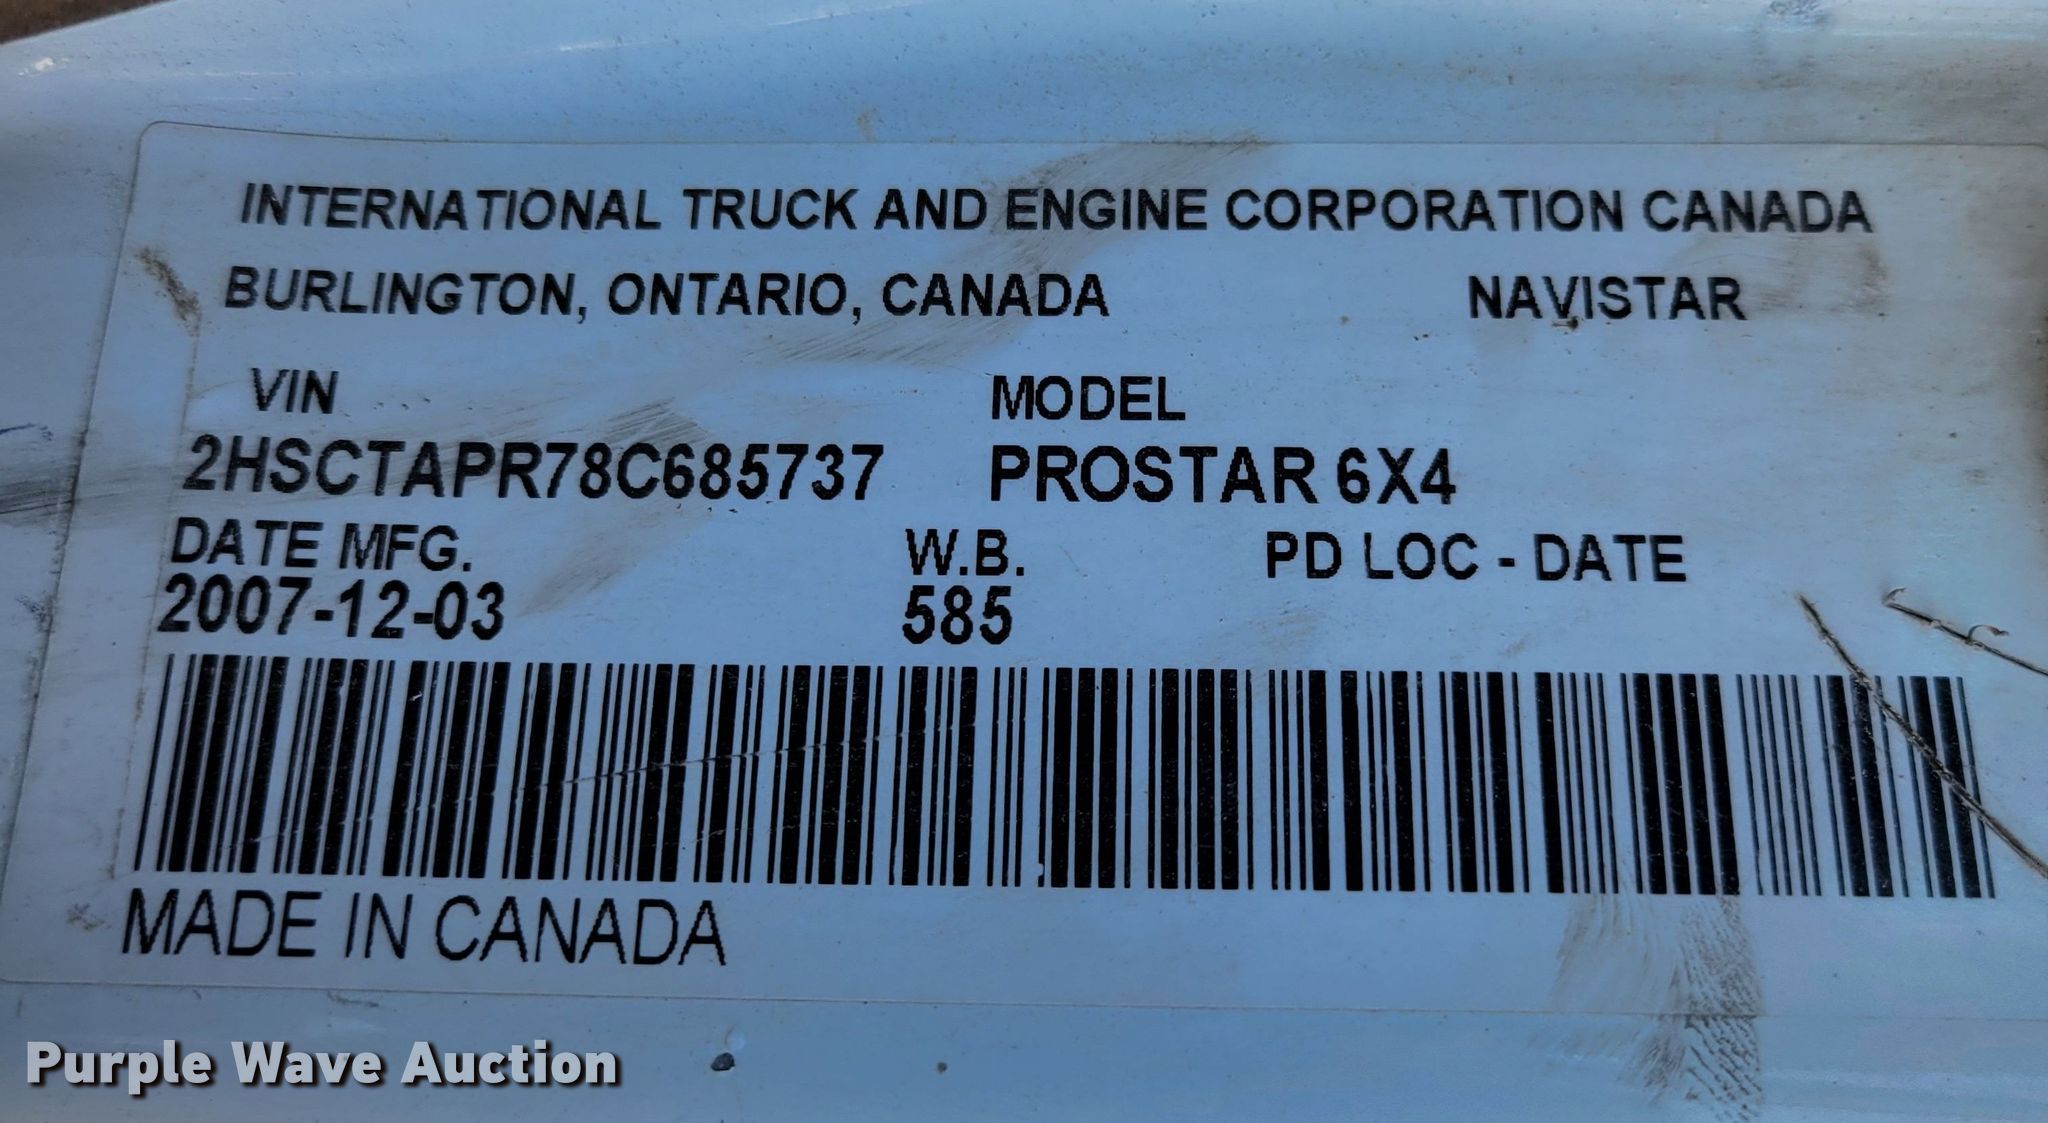 INTERNATIONAL TRUCK AND ENGINE CORPORATION CANADA
BURLINGTON, ONTARIO, CANADA NAVISTAR
VIN MODEL
2HSCTAPR78C685737 PROSTAR 6X4
DATE MFG. W.B. PD LOC - DATE
2007-12-03 585
MADE IN CANADA
Purple Wave Auction